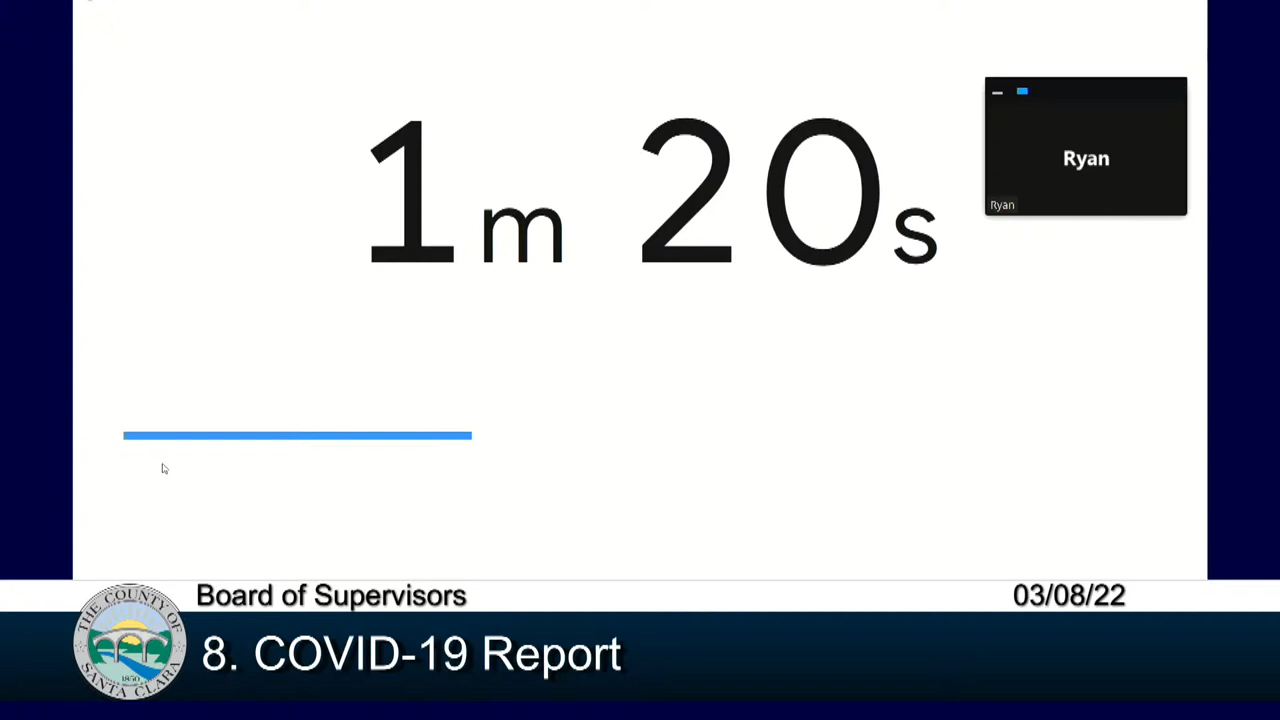 1m 20s
Ryan
Ryan
Board of Supervisors
03/08/22
THE COUNTY OF
SANTA CLARA
1850
8. COVID-19 Report